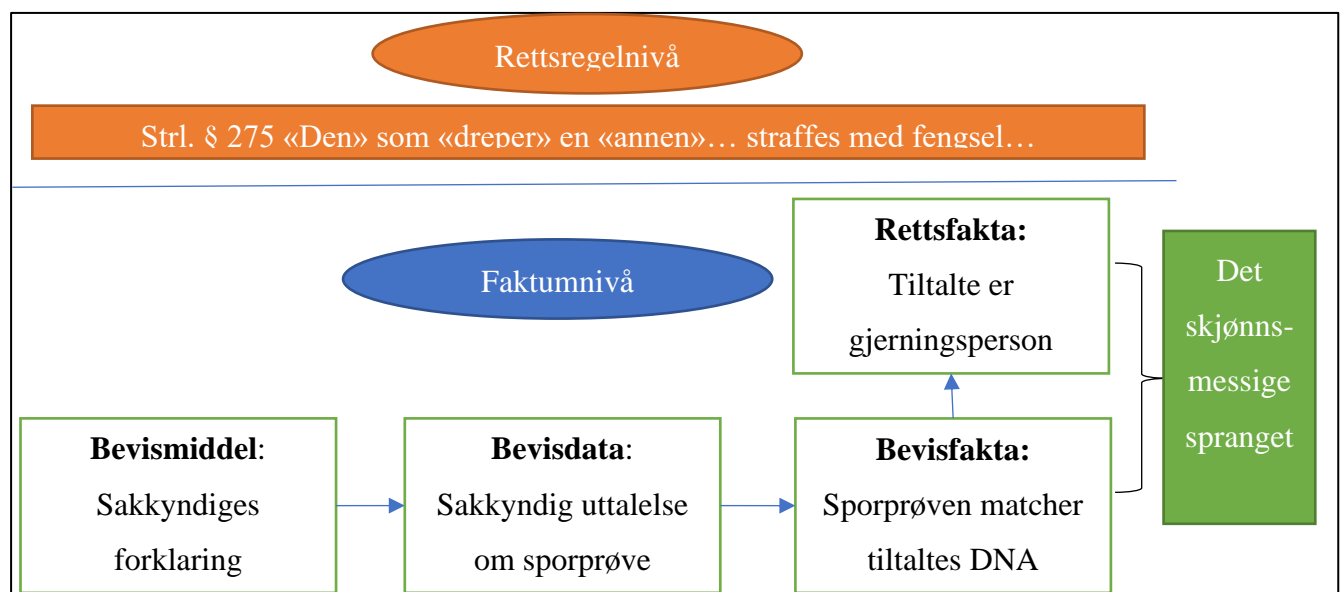 Rettsregelnivå
Strl. § 275 «Den» som «dreper» en «annen»… straffes med fengsel…
Faktumnivå
Rettsfakta:
Tiltalte er
gjerningsperson
Det
skjønns-
messige
spranget
Bevismiddel:
Sakkyndiges
forklaring
Bevisdata:
Sakkyndig uttalelse
om sporprøve
Bevisfakta:
Sporprøven matcher
tiltaltes DNA